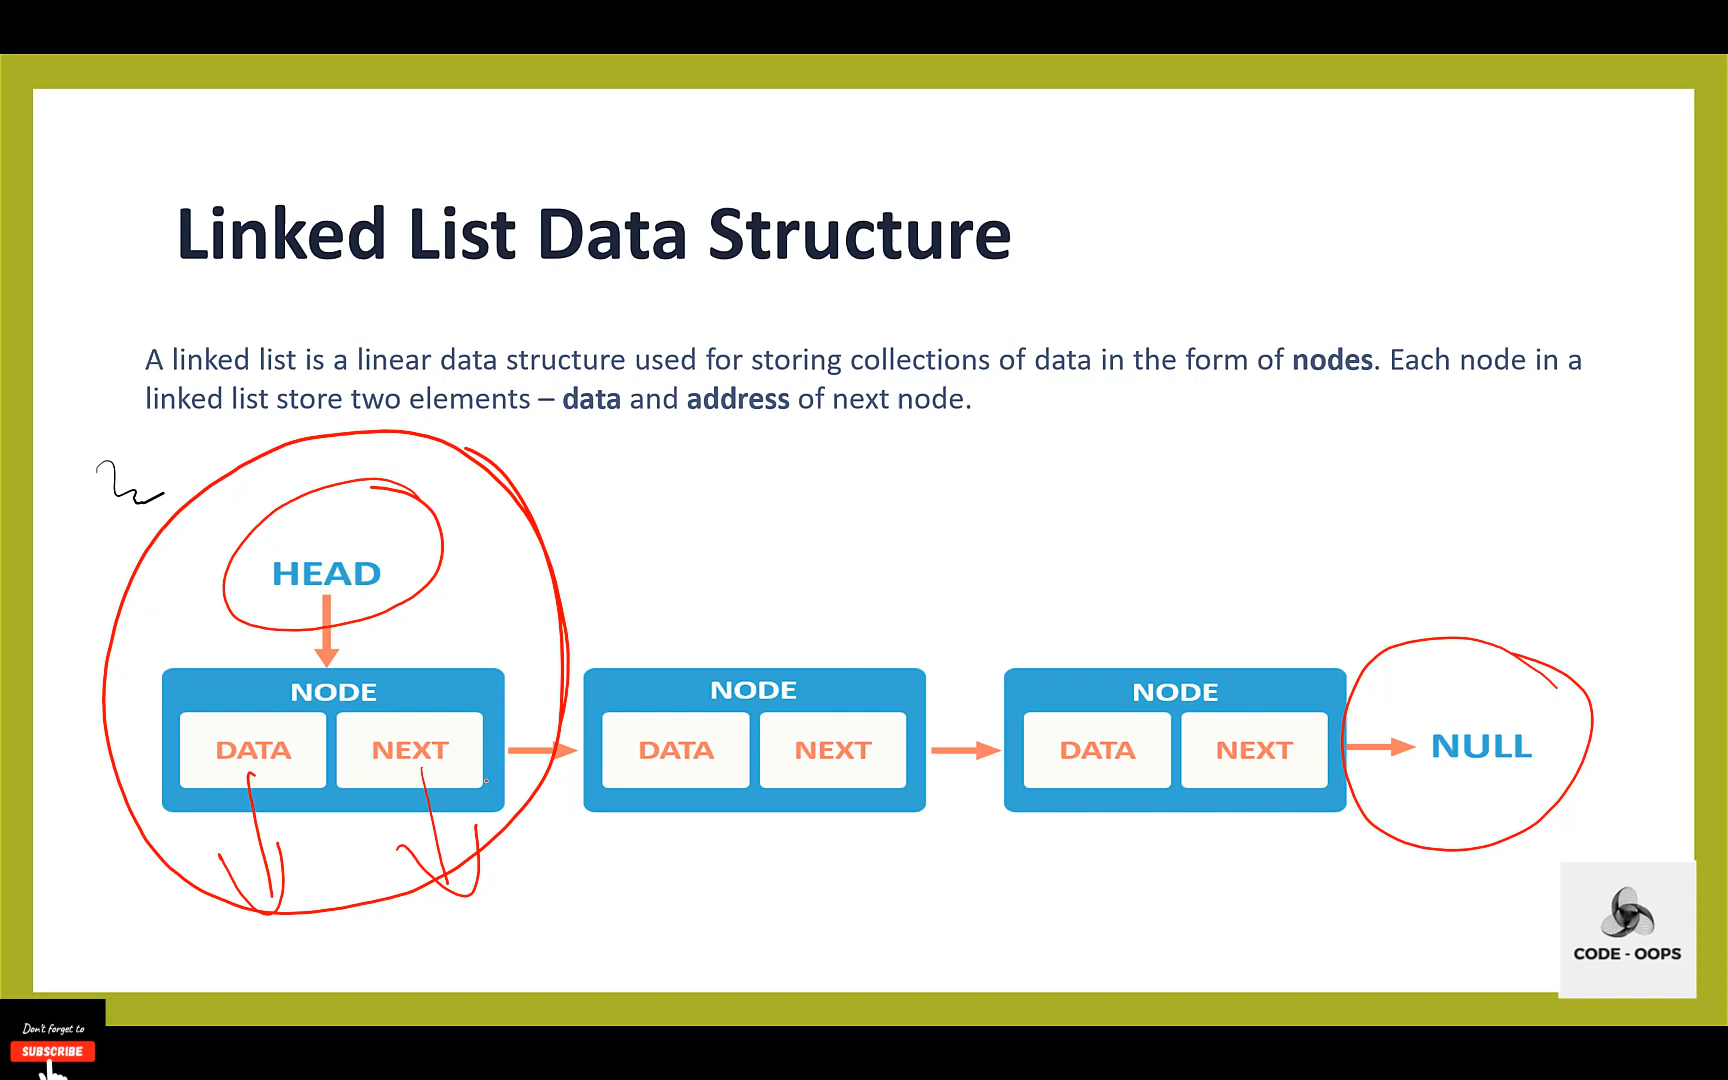 Linked List Data Structure
A linked list is a linear data structure used for storing collections of data in the form of nodes. Each node in a
linked list store two elements – data and address of next node.
HEAD
NODE
DATA NEXT
NODE
DATA NEXT
NODE
DATA NEXT
NULL
CODE - OOPS
Don't forget to
SUBSCRIBE